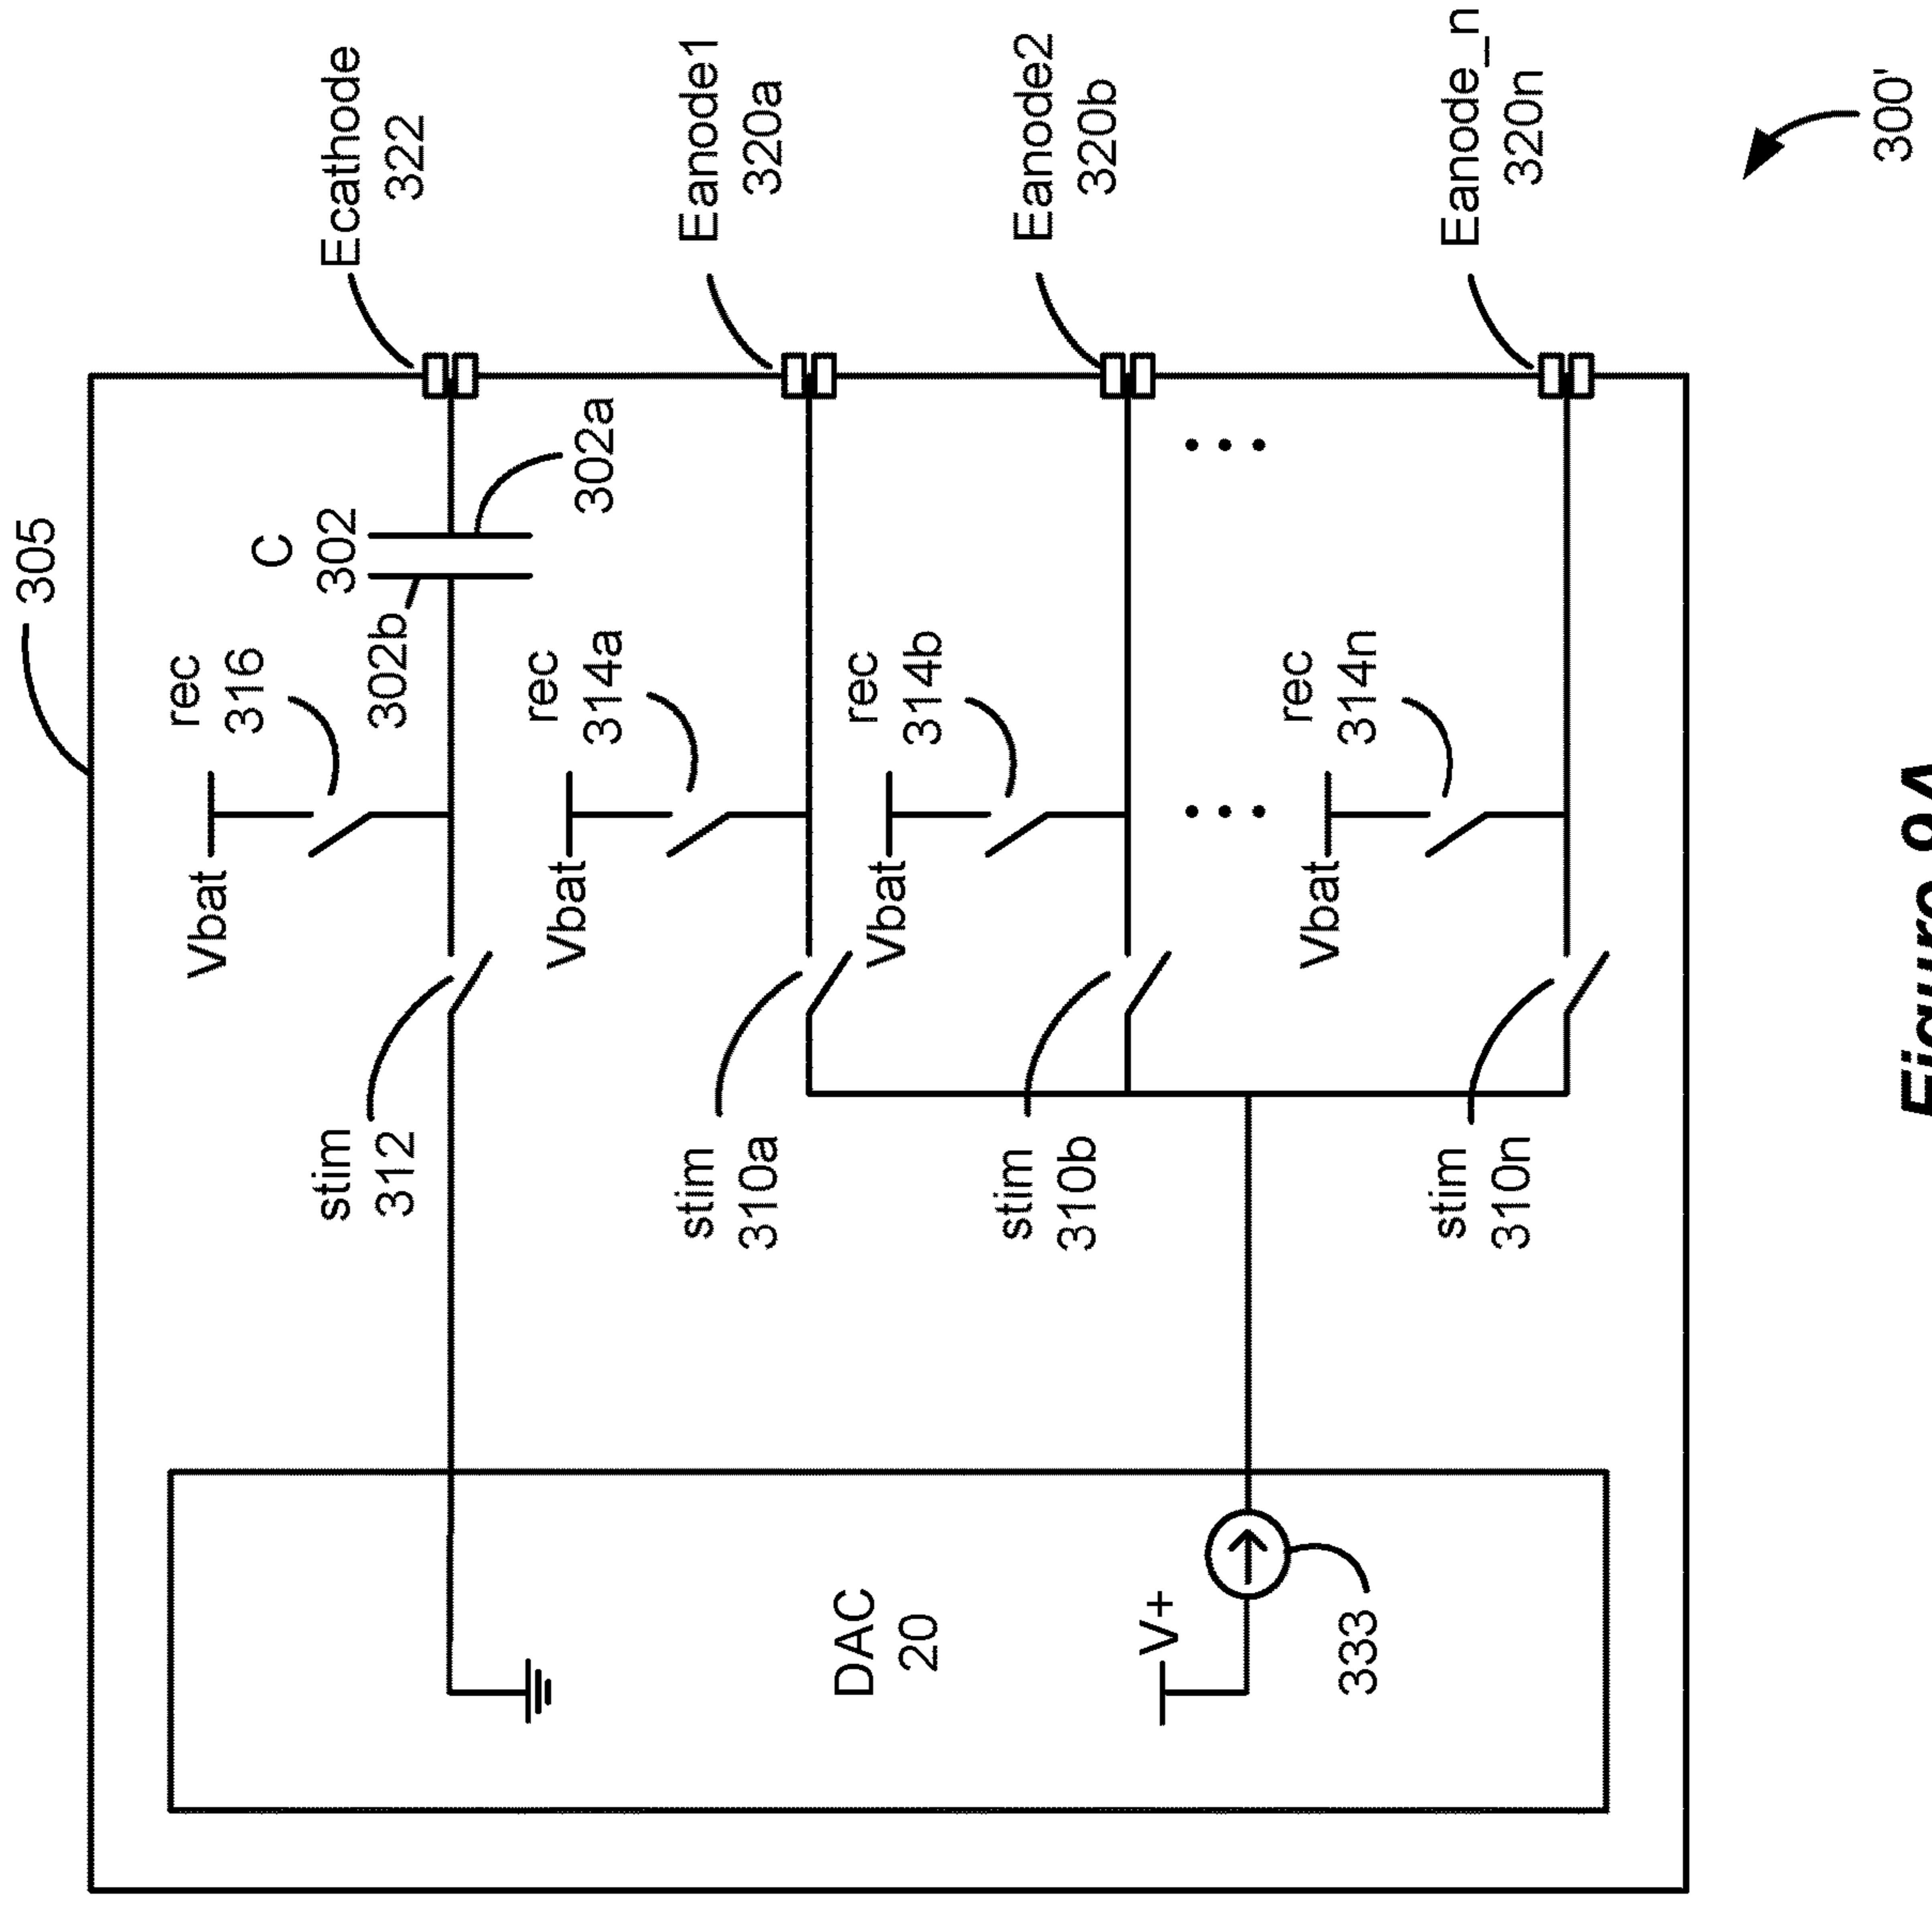 305
C
302
302a
302b
rec
316
Vbat
Ecathode
322
stim
312
rec
314a
Vbat
Eanode1
320a
stim
310a
rec
314b
Vbat
Eanode2
320b
stim
310b
rec
314n
Vbat
Eanode_n
320n
stim
310n
DAC
20
V+
333
300'